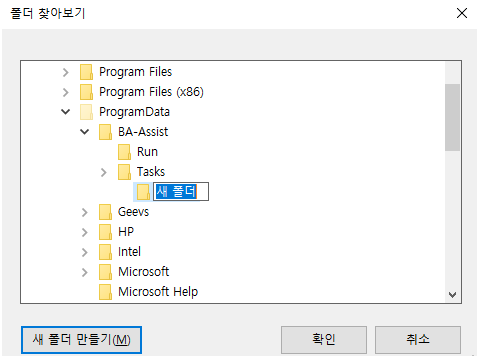 폴더 찾아보기
Program Files
Program Files (x86)
ProgramData
BA-Assist
Run
Tasks
새 폴더
Geevs
HP
Intel
Microsoft
Microsoft Help
새 폴더 만들기(M) 확인 취소